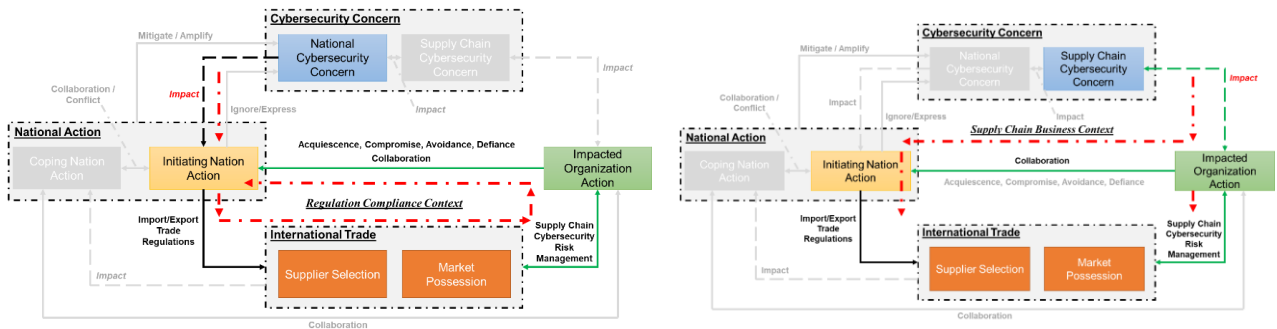 Cybersecurity Concern
Mitigate / Amplify
National
Cybersecurity
Concern
Supply Chain
Cybersecurity
Concern
Impact
Collaboration /
Conflict
Ignore/Express
Impact
National Action
Coping Nation
Action
Initiating Nation
Action
Acquiescence, Compromise, Avoidance, Defiance
Collaboration
Impacted
Organization
Action
Regulation Compliance Context
Import/Export
Trade
Regulations
International Trade
Supply Chain
Cybersecurity
Risk
Management
Impact
Supplier Selection
Market
Possession
Collaboration
Cybersecurity Concern
Mitigate / Amplify
National
Cybersecurity
Concern
Supply Chain
Cybersecurity
Concern
Impact
Collaboration /
Conflict
Impact
Ignore/Express
Impact
National Action
Supply Chain Business Context
Coping Nation
Action
Initiating Nation
Action
Collaboration
Acquiescence, Compromise, Avoidance, Defiance
Impacted
Organization
Action
Import/Export
Trade
Regulations
International Trade
Supply Chain
Cybersecurity
Risk
Management
Impact
Supplier Selection
Market
Possession
Collaboration